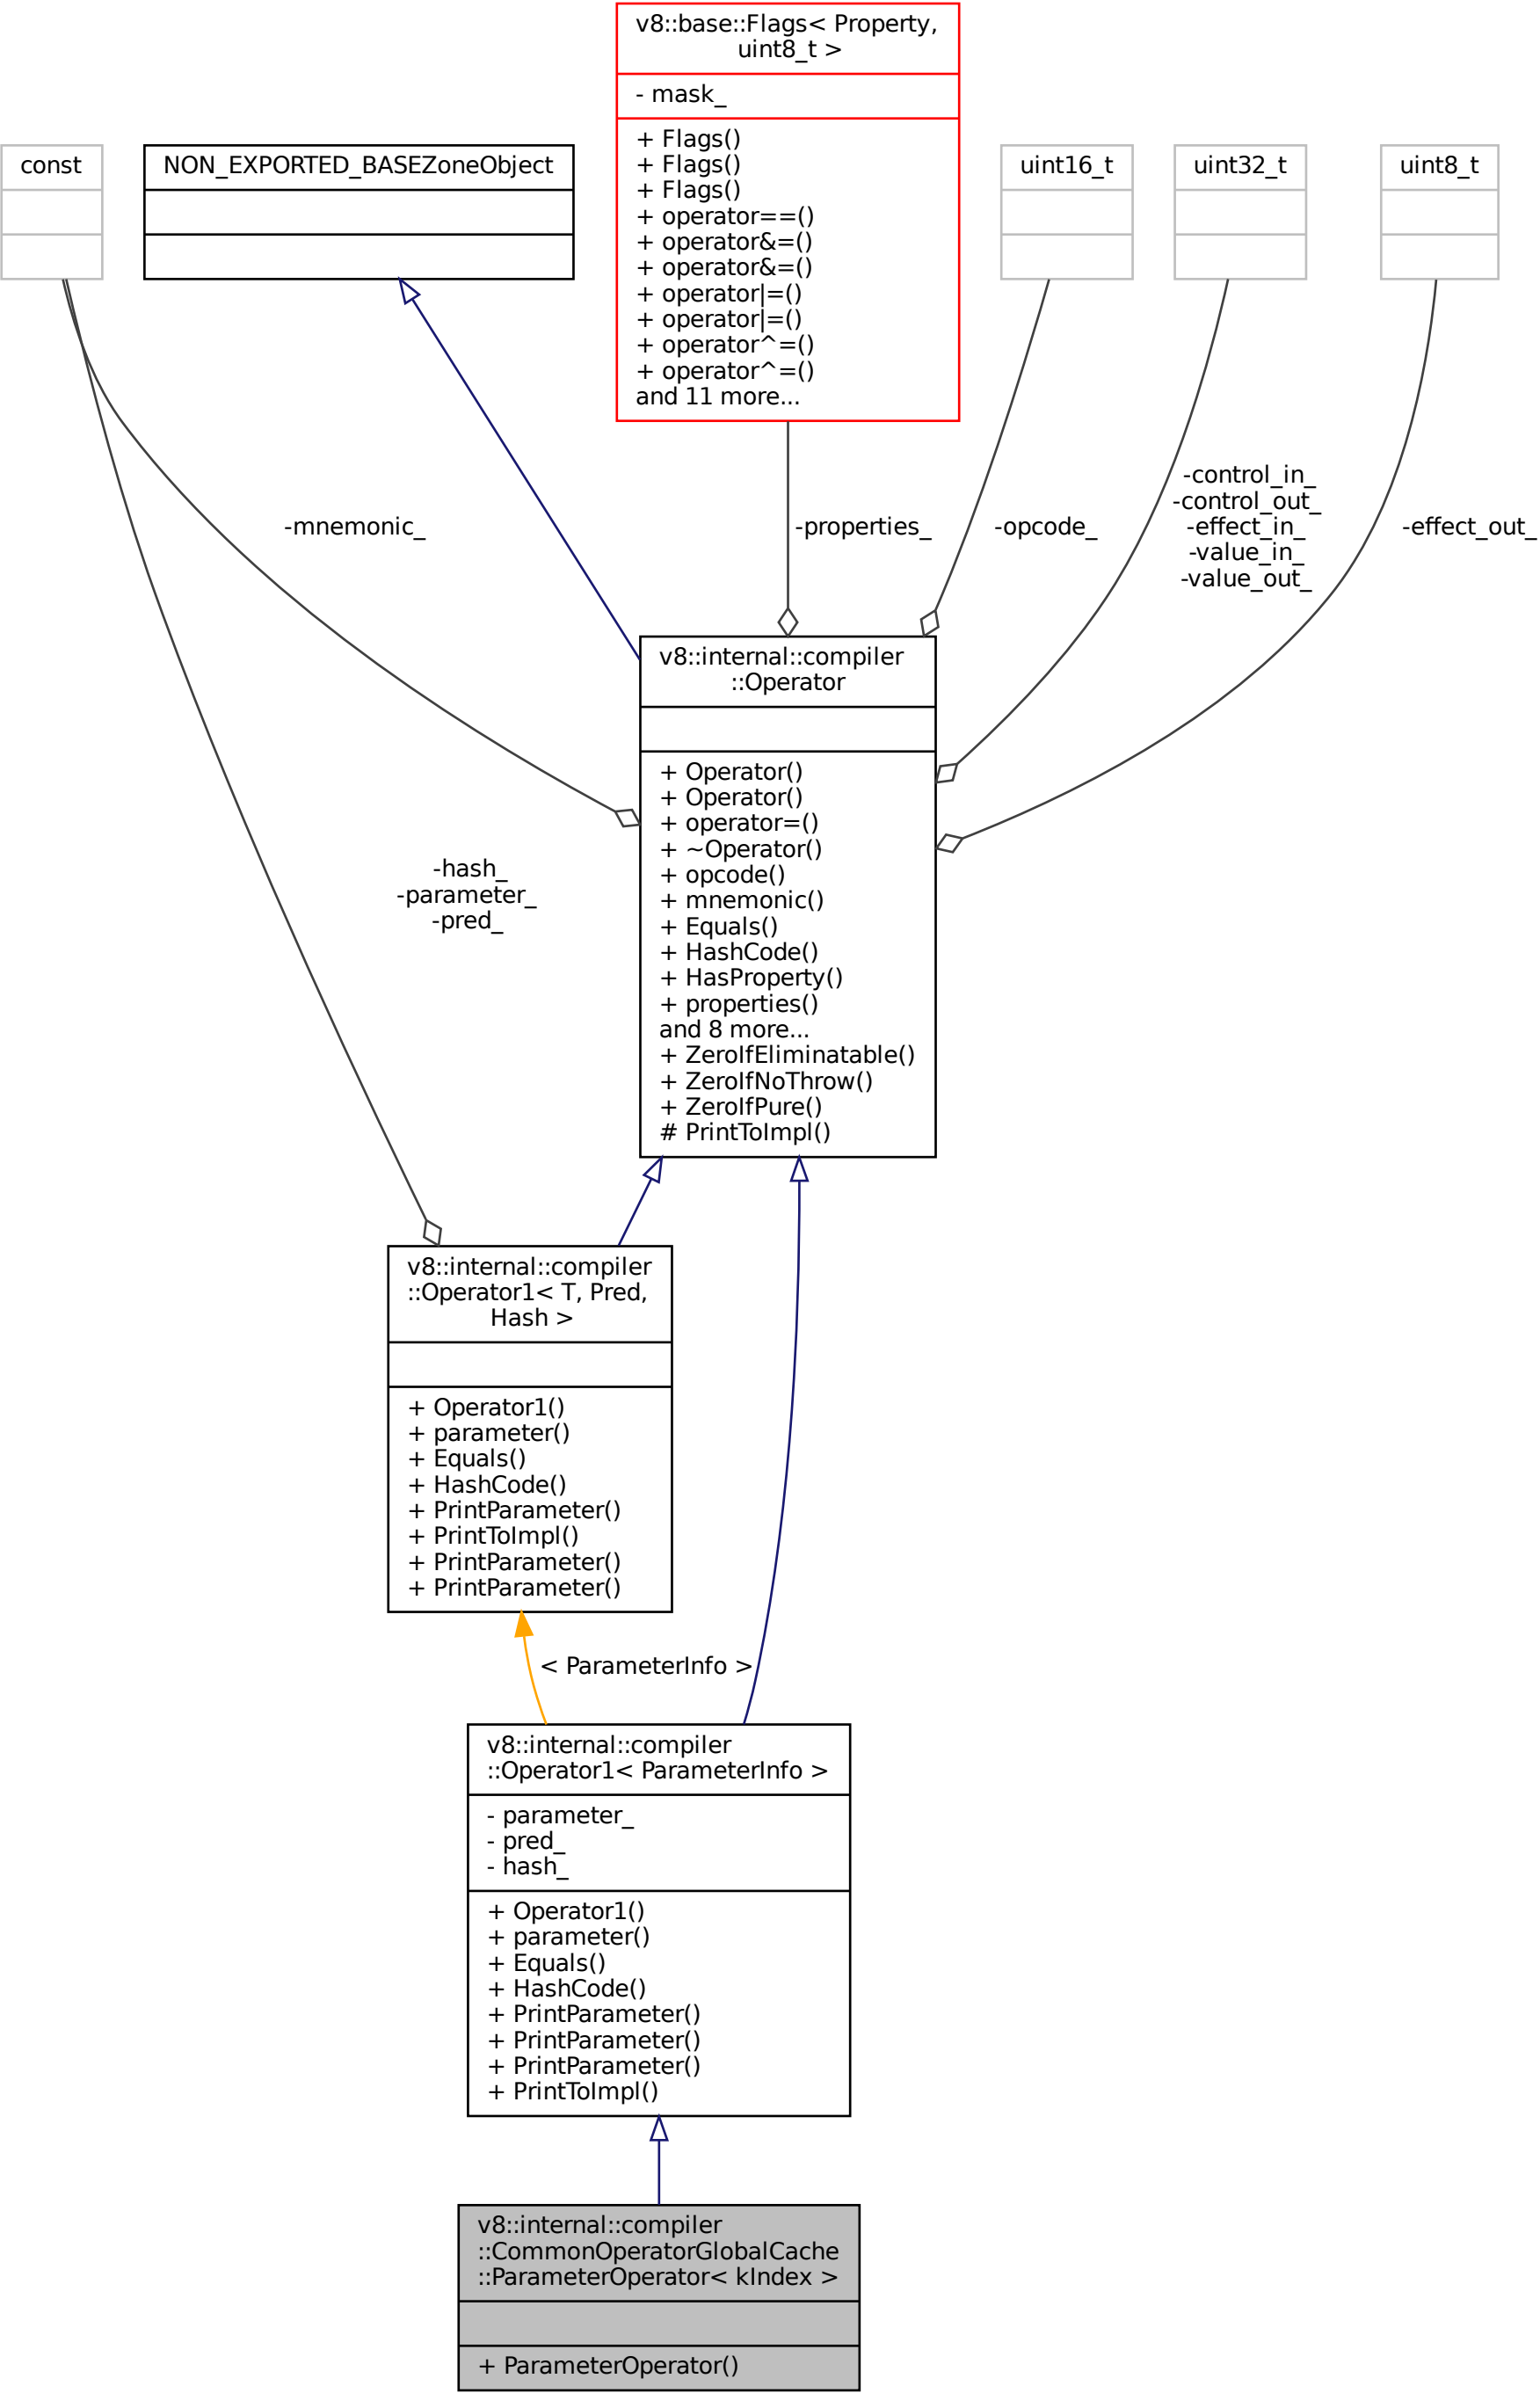 v8::base::Flags< Property,
uint8_t >
- mask_
+ Flags()
+ Flags()
+ Flags()
+ operator==()
+ operator&=()
+ operator&=()
+ operator|=()
+ operator|=()
+ operator^=()
+ operator^=()
and 11 more...
const
NON_EXPORTED_BASEZoneObject
uint16_t
uint32_t
uint8_t
-mnemonic_
-properties_
-opcode_
-control_in_
-control_out_
-effect_in_
-value_in_
-value_out_
-effect_out_
v8::internal::compiler
::Operator
+ Operator()
+ Operator()
+ operator=()
+ ~Operator()
+ opcode()
+ mnemonic()
+ Equals()
+ HashCode()
+ HasProperty()
+ properties()
and 8 more...
+ ZeroIfEliminatable()
+ ZeroIfNoThrow()
+ ZeroIfPure()
# PrintToImpl()
-hash_
-parameter_
-pred_
v8::internal::compiler
::Operator1< T, Pred,
Hash >
+ Operator1()
+ parameter()
+ Equals()
+ HashCode()
+ PrintParameter()
+ PrintToImpl()
+ PrintParameter()
+ PrintParameter()
< ParameterInfo >
v8::internal::compiler
::Operator1< ParameterInfo >
- parameter_
- pred_
- hash_
+ Operator1()
+ parameter()
+ Equals()
+ HashCode()
+ PrintParameter()
+ PrintParameter()
+ PrintParameter()
+ PrintToImpl()
v8::internal::compiler
::CommonOperatorGlobalCache
::ParameterOperator< kIndex >
+ ParameterOperator()